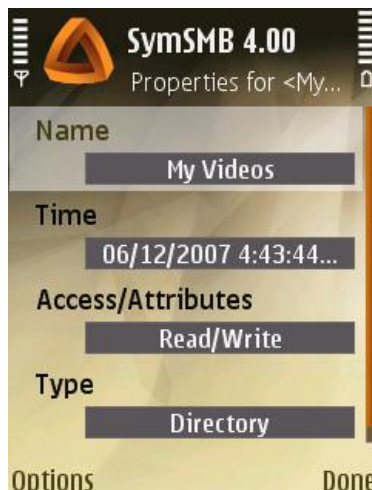 SymSMB 4.00
Properties for <My...
Name
My Videos
Time
06/12/2007 4:43:44...
Access/Attributes
Read/Write
Type
Directory
Options
Done